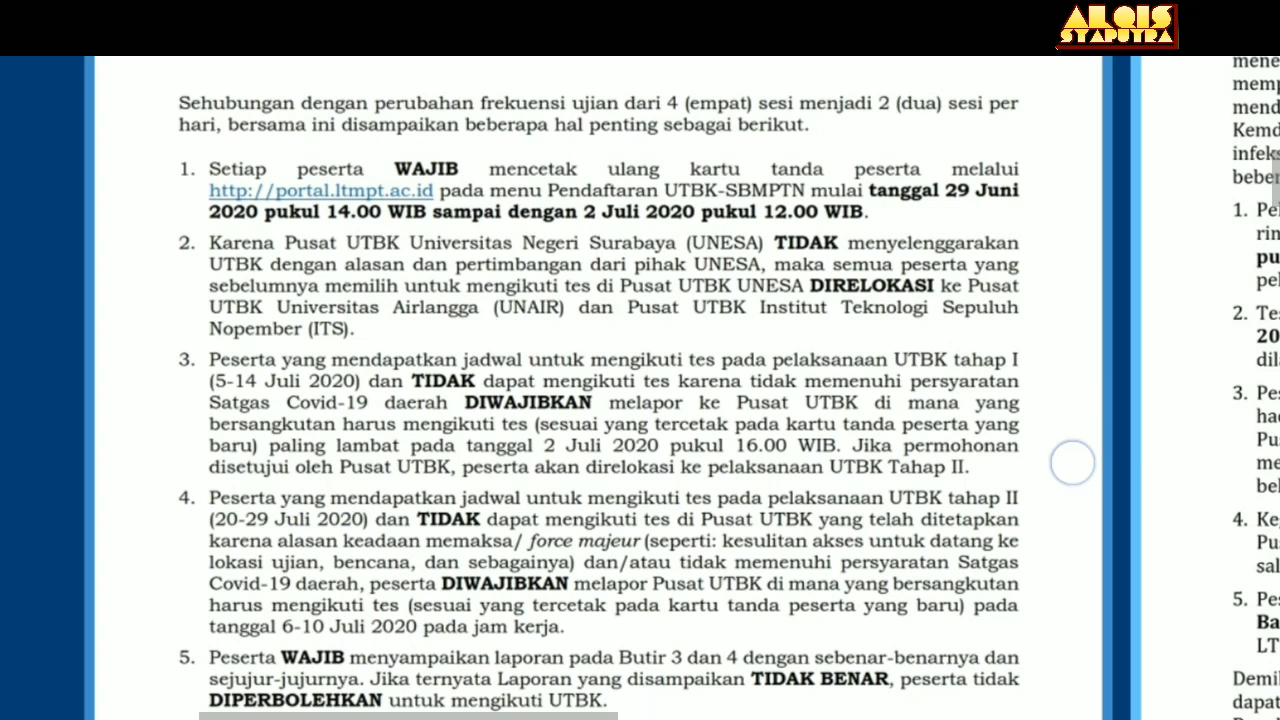 ALQIS
SYAPUTRA
Sehubungan dengan perubahan frekuensi ujian dari 4 (empat) sesi menjadi 2 (dua) sesi per
hari, bersama ini disampaikan beberapa hal penting sebagai berikut.
1. Setiap peserta WAJIB mencetak ulang kartu tanda peserta melalui
http://portal.ltmpt.ac.id pada menu Pendaftaran UTBK-SBMPTN mulai tanggal 29 Juni
2020 pukul 14.00 WIB sampai dengan 2 Juli 2020 pukul 12.00 WIB.
2. Karena Pusat UTBK Universitas Negeri Surabaya (UNESA) TIDAK menyelenggarakan
UTBK dengan alasan dan pertimbangan dari pihak UNESA, maka semua peserta yang
sebelumnya memilih untuk mengikuti tes di Pusat UTBK UNESA DIRELOKASI ke Pusat
UTBK Universitas Airlangga (UNAIR) dan Pusat UTBK Institut Teknologi Sepuluh
Nopember (ITS).
3. Peserta yang mendapatkan jadwal untuk mengikuti tes pada pelaksanaan UTBK tahap I
(5-14 Juli 2020) dan TIDAK dapat mengikuti tes karena tidak memenuhi persyaratan
Satgas Covid-19 daerah DIWAJIBKAN melapor ke Pusat UTBK di mana yang
bersangkutan harus mengikuti tes (sesuai yang tercetak pada kartu tanda peserta yang
baru) paling lambat pada tanggal 2 Juli 2020 pukul 16.00 WIB. Jika permohonan
disetujui oleh Pusat UTBK, peserta akan direlokasi ke pelaksanaan UTBK Tahap II.
4. Peserta yang mendapatkan jadwal untuk mengikuti tes pada pelaksanaan UTBK tahap II
(20-29 Juli 2020) dan TIDAK dapat mengikuti tes di Pusat UTBK yang telah ditetapkan
karena alasan keadaan memaksa/ force majeur (seperti: kesulitan akses untuk datang ke
lokasi ujian, bencana, dan sebagainya) dan/atau tidak memenuhi persyaratan Satgas
Covid-19 daerah, peserta DIWAJIBKAN melapor Pusat UTBK di mana yang bersangkutan
harus mengikuti tes (sesuai yang tercetak pada kartu tanda peserta yang baru) pada
tanggal 6-10 Juli 2020 pada jam kerja.
5. Peserta WAJIB menyampaikan laporan pada Butir 3 dan 4 dengan sebenar-benarnya dan
sejujur-jujurnya. Jika ternyata Laporan yang disampaikan TIDAK BENAR, peserta tidak
DIPERBOLEHKAN untuk mengikuti UTBK.
1.
2.
20
3.
4.
5.
LT